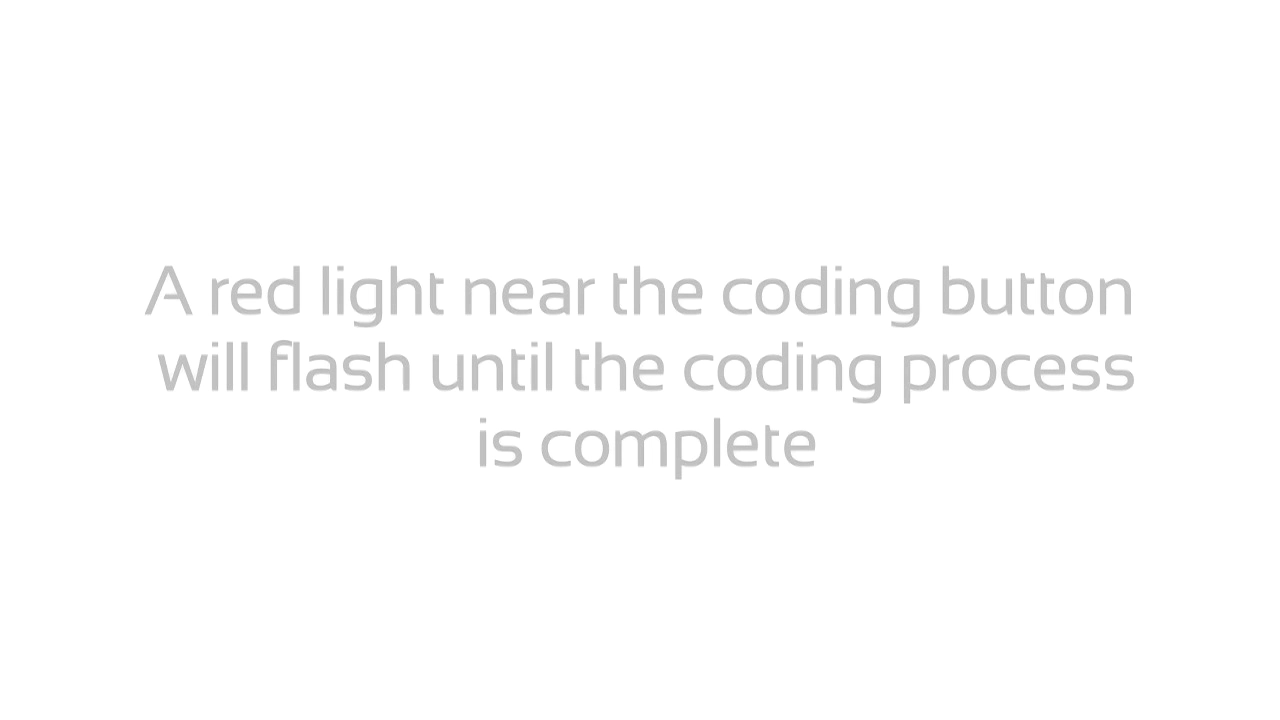 A red light near the coding button
will flash until the coding process
is complete